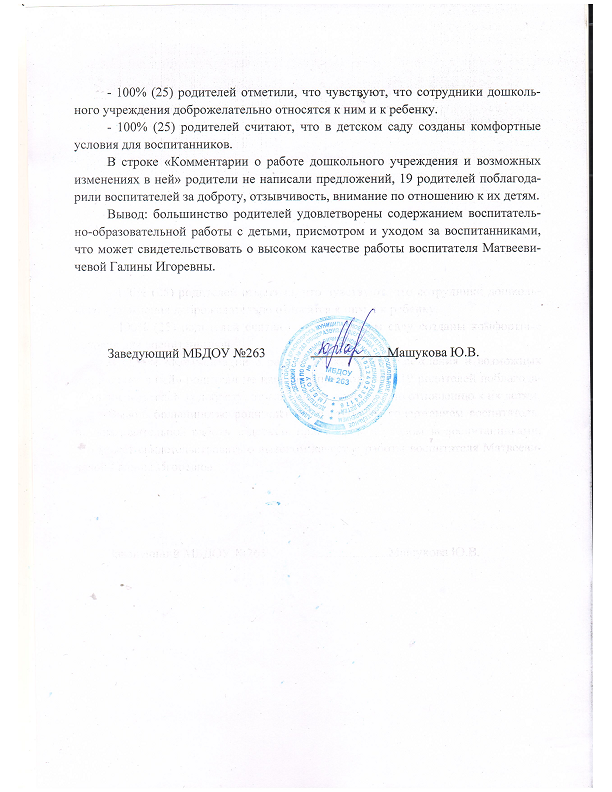 - 100% (25) родителей отметили, что чувствуют, что сотрудники дошколь-
ного учреждения доброжелательно относятся к ним и к ребенку.
- 100% (25) родителей считают, что в детском саду созданы комфортные
условия для воспитанников.
В строке «Комментарии о работе дошкольного учреждения и возможных
изменениях в ней» родители не написали предложений, 19 родителей поблагода-
рили воспитателей за доброту, отзывчивость, внимание по отношению к их детям.
Вывод: большинство родителей удовлетворены содержанием воспитатель-
но-образовательной работы с детьми, присмотром и уходом за воспитанниками,
что может свидетельствовать о высоком качестве работы воспитателя Матвееви-
чевой Галины Игоревны.
Заведующий МБДОУ №263 Машукова Ю.В.
МБДОУ
№ 263